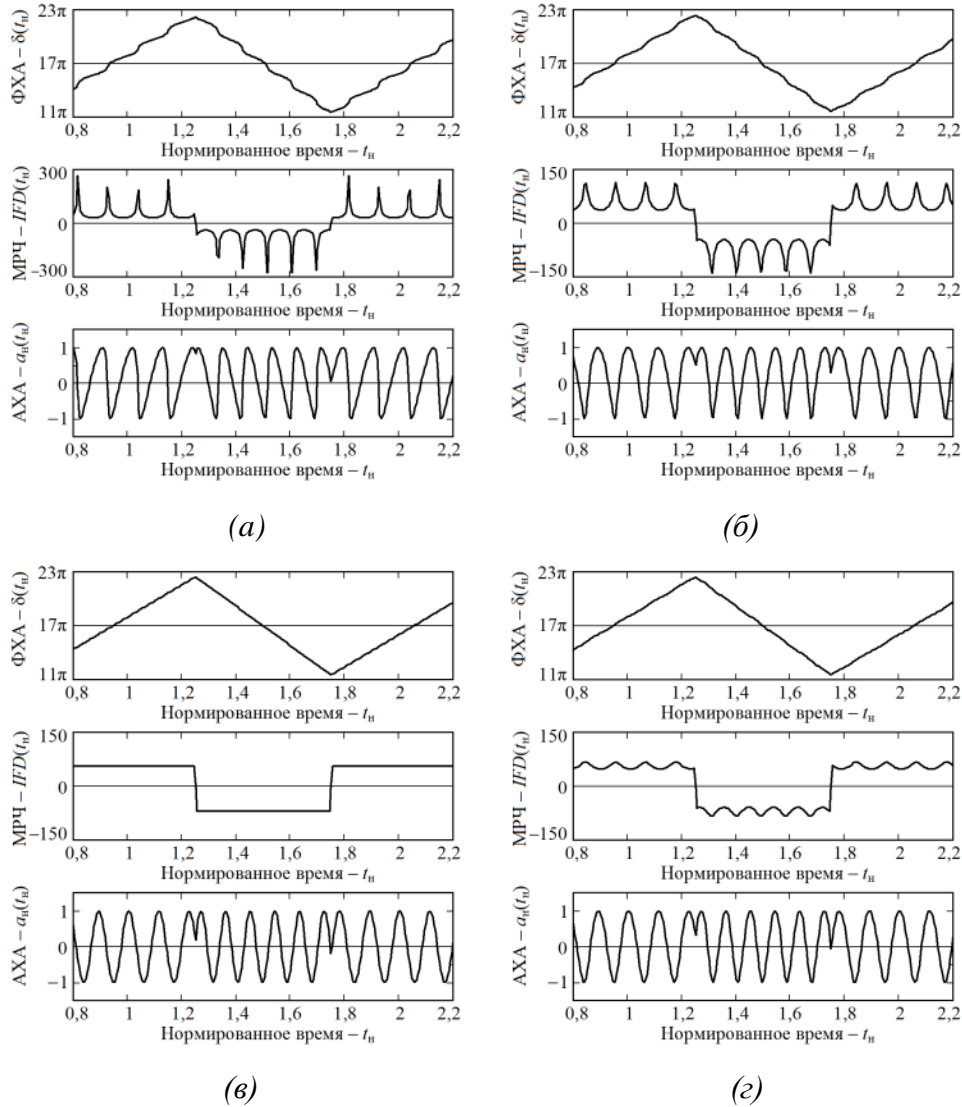 ФХА – δ(tн)
23π
17π
11π
0,8 1 1,2 1,4 1,6 1,8 2 2,2
Нормированное время – tн
МРЧ – IFD(tн)
300
0
−300
0,8 1 1,2 1,4 1,6 1,8 2 2,2
Нормированное время – tн
АХА – aн(tн)
1
0
−1
0,8 1 1,2 1,4 1,6 1,8 2 2,2
Нормированное время – tн
(а)
ФХА – δ(tн)
23π
17π
11π
0,8 1 1,2 1,4 1,6 1,8 2 2,2
Нормированное время – tн
МРЧ – IFD(tн)
150
0
−150
0,8 1 1,2 1,4 1,6 1,8 2 2,2
Нормированное время – tн
АХА – aн(tн)
1
0
−1
0,8 1 1,2 1,4 1,6 1,8 2 2,2
Нормированное время – tн
(б)
ФХА – δ(tн)
23π
17π
11π
0,8 1 1,2 1,4 1,6 1,8 2 2,2
Нормированное время – tн
МРЧ – IFD(tн)
150
0
−150
0,8 1 1,2 1,4 1,6 1,8 2 2,2
Нормированное время – tн
АХА – aн(tн)
1
0
−1
0,8 1 1,2 1,4 1,6 1,8 2 2,2
Нормированное время – tн
(в)
ФХА – δ(tн)
23π
17π
11π
0,8 1 1,2 1,4 1,6 1,8 2 2,2
Нормированное время – tн
МРЧ – IFD(tн)
150
0
−150
0,8 1 1,2 1,4 1,6 1,8 2 2,2
Нормированное время – tн
АХА – aн(tн)
1
0
−1
0,8 1 1,2 1,4 1,6 1,8 2 2,2
Нормированное время – tн
(г)